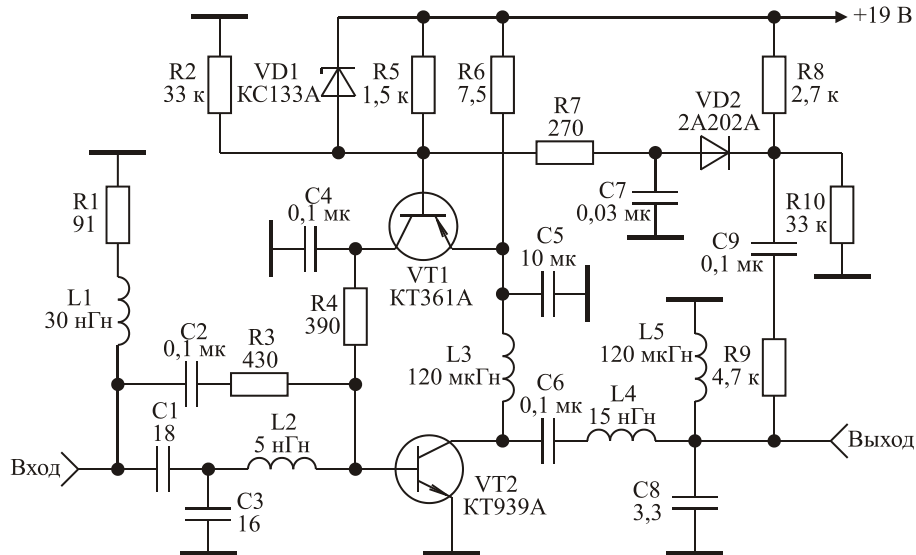 +19 В
R2
33 к
VD1
КС133А
R5
1,5 к
R6
7,5
R7
270
VD2
2А202А
R8
2,7 к
R1
91
C4
0,1 мк
VT1
КТ361А
C7
0,03 мк
R10
33 к
C9
0,1 мк
C5
10 мк
L1
30 нГн
R4
390
C2
0,1 мк
R3
430
L3
120 мкГн
L5
120 мкГн
R9
4,7 к
C6
0,1 мк
L4
15 нГн
C1
18
L2
5 нГн
Вход
Выход
VT2
КТ939А
C3
16
C8
3,3